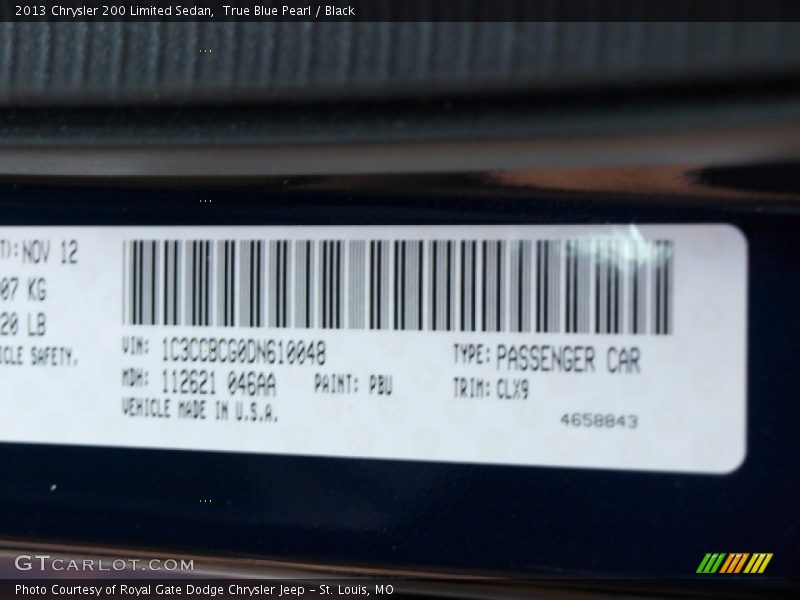 2013 Chrysler 200 Limited Sedan, True Blue Pearl / Black
T): NOV 12
07 KG
20 LB
ICLE SAFETY.
VIN: 1C3CCBCG0DN610048
TYPE: PASSENGER CAR
MDH: 112621 046AA PAINT: PBU
TRIM: CLX9
VEHICLE MADE IN U.S.A.
4658843
GTCARLOT.COM
Photo Courtesy of Royal Gate Dodge Chrysler Jeep - St. Louis, MO